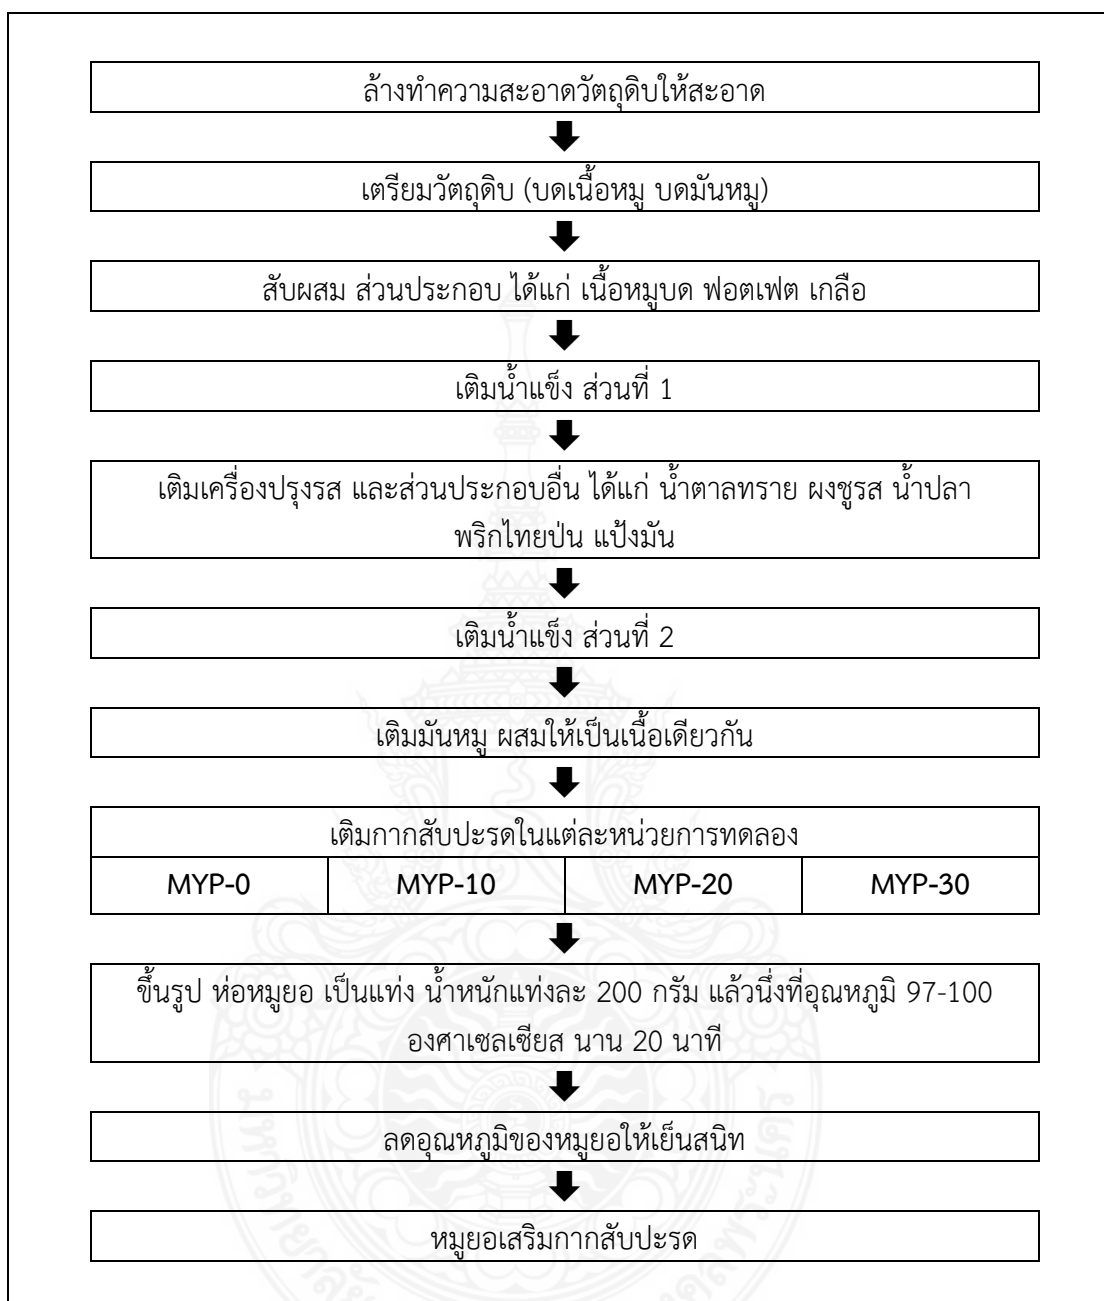 ล้างทำความสะอาดวัตถุดิบให้สะอาด
เตรียมวัตถุดิบ (บดเนื้อหมู บดมันหมู)
สับผสม ส่วนประกอบ ได้แก่ เนื้อหมูบด ฟอตเฟต เกลือ
เติมน้ำแข็ง ส่วนที่ 1
เติมเครื่องปรุงรส และส่วนประกอบอื่น ได้แก่ น้ำตาลทราย ผงชูรส น้ำปลา
พริกไทยป่น แป้งมัน
เติมน้ำแข็ง ส่วนที่ 2
เติมมันหมู ผสมให้เป็นเนื้อเดียวกัน
เติมกากสับปะรดในแต่ละหน่วยการทดลอง
MYP-0 MYP-10 MYP-20 MYP-30
ขึ้นรูป ห่อหมูยอ เป็นแท่ง น้ำหนักแท่งละ 200 กรัม แล้วนึ่งที่อุณหภูมิ 97-100
องศาเซลเซียส นาน 20 นาที
ลดอุณหภูมิของหมูยอให้เย็นสนิท
หมูยอเสริมกากสับปะรด